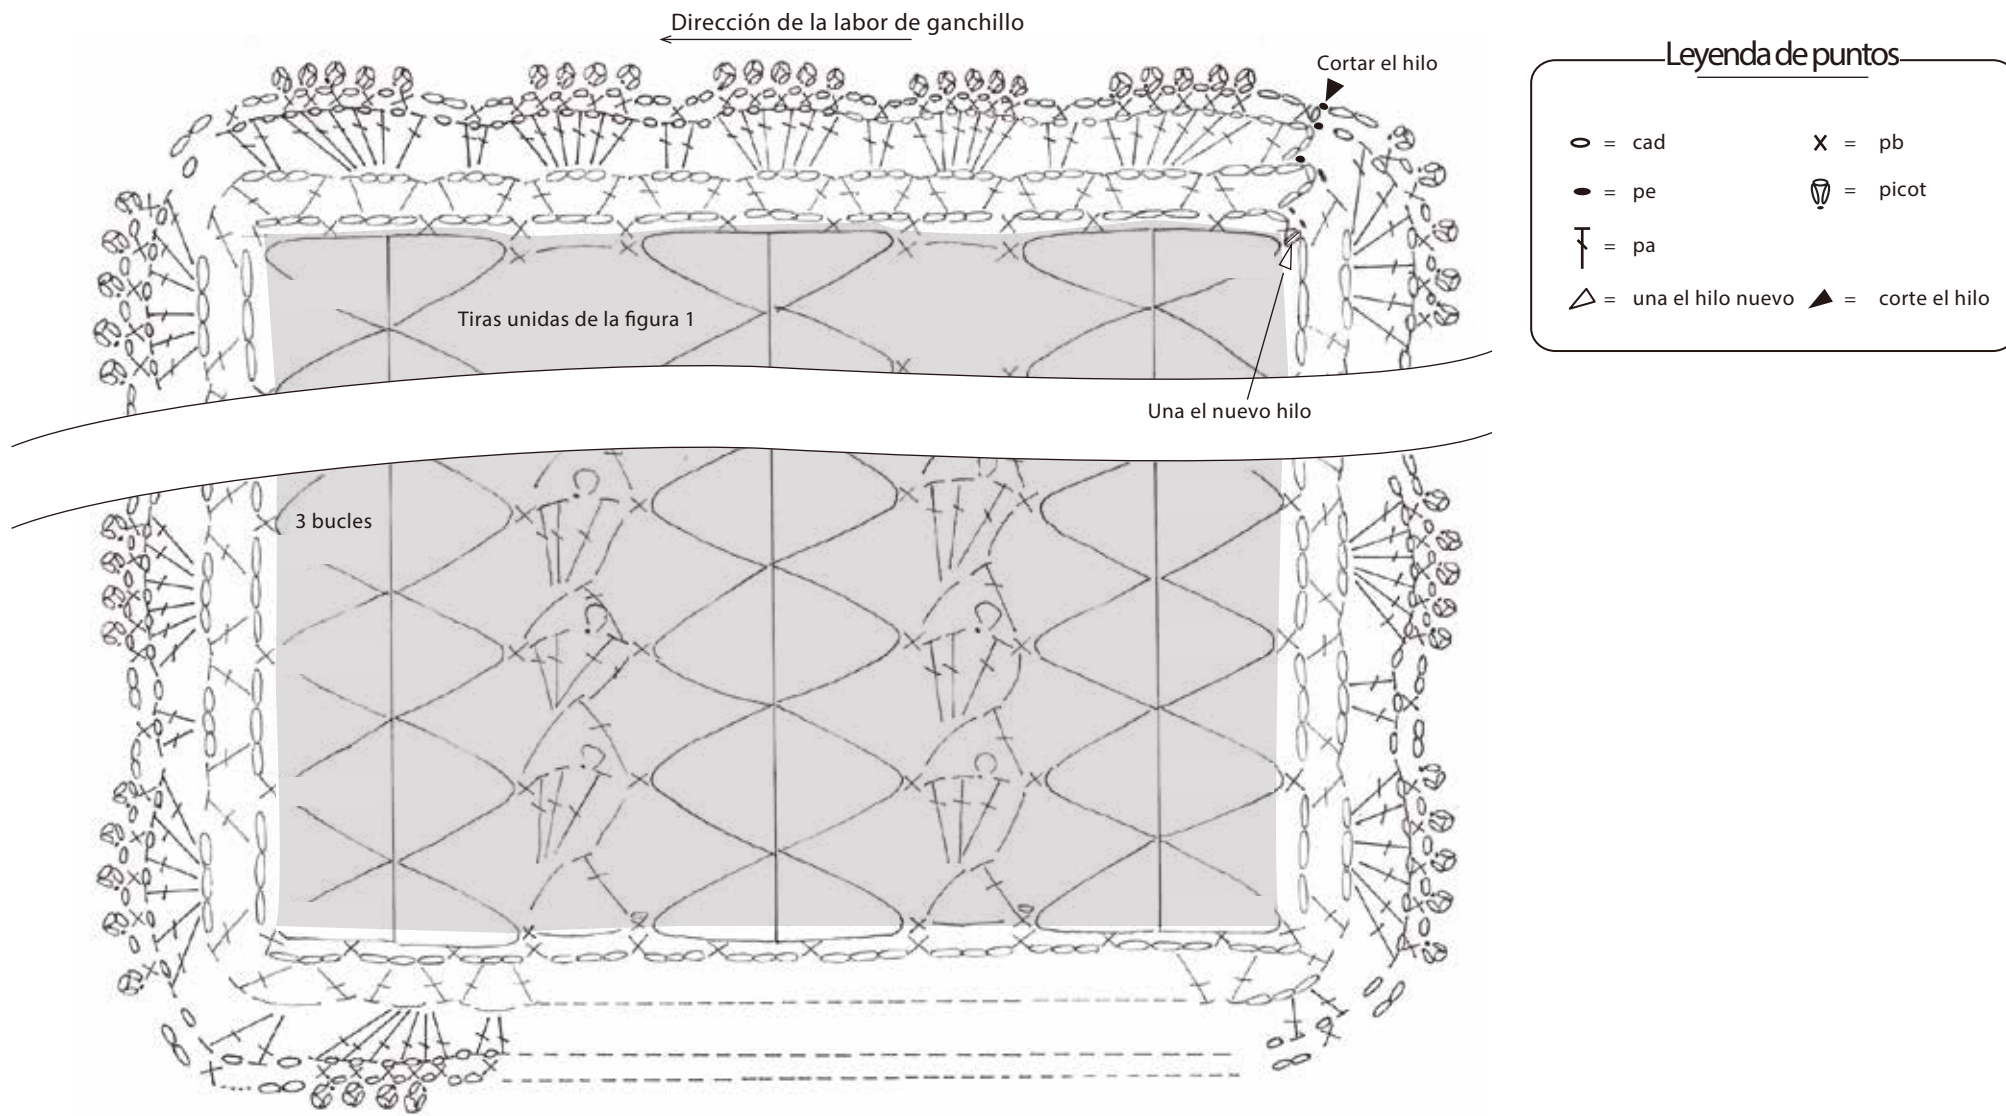 Dirección de la labor de ganchillo
Cortar el hilo
Tiras unidas de la figura 1
Una el nuevo hilo
3 bucles
Leyenda de puntos
= cad
x = pb
= pe
= picot
= pa
= una el hilo nuevo
= corte el hilo